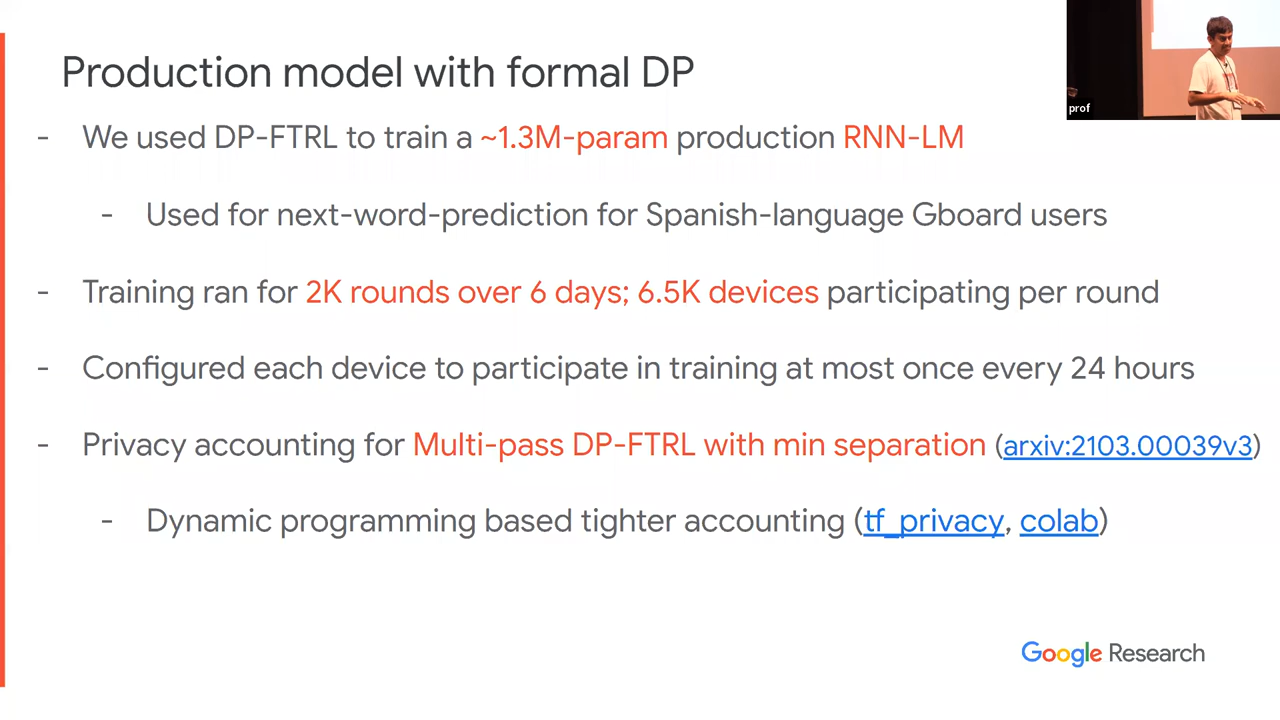 Production model with formal DP
prof
- We used DP-FTRL to train a ~1.3M-param production RNN-LM
- Used for next-word-prediction for Spanish-language Gboard users
- Training ran for 2K rounds over 6 days; 6.5K devices participating per round
- Configured each device to participate in training at most once every 24 hours
- Privacy accounting for Multi-pass DP-FTRL with min separation (arxiv:2103.00039v3)
- Dynamic programming based tighter accounting (tf_privacy, colab)
Google Research